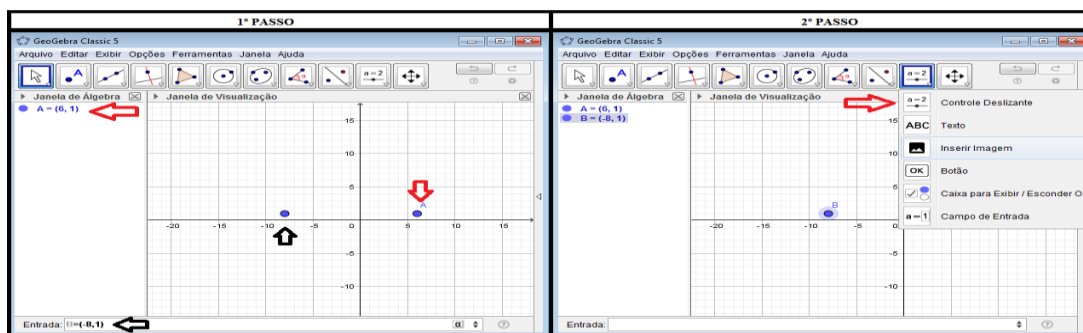 1º PASSO
GeoGebra Classic 5
Arquivo Editar Exibir Opções Ferramentas Janela Ajuda
A
a=2
Janela de Álgebra
Janela de Visualização
A = (6, 1)
15
10
5
A
-20 -15 -10 -5 0 5 10 15
-5
-10
Entrada: B=(-8,1)
α
2º PASSO
GeoGebra Classic 5
Arquivo Editar Exibir Opções Ferramentas Janela Ajuda
A
a=2
Janela de Álgebra
Janela de Visualização
A = (6, 1)
B = (-8, 1)
a=2 Controle Deslizante
ABC Texto
Inserir Imagem
OK Botão
Caixa para Exibir / Esconder O
a=1 Campo de Entrada
15
10
5
B
-20 -15 -10 -5 0
-5
-10
Entrada: